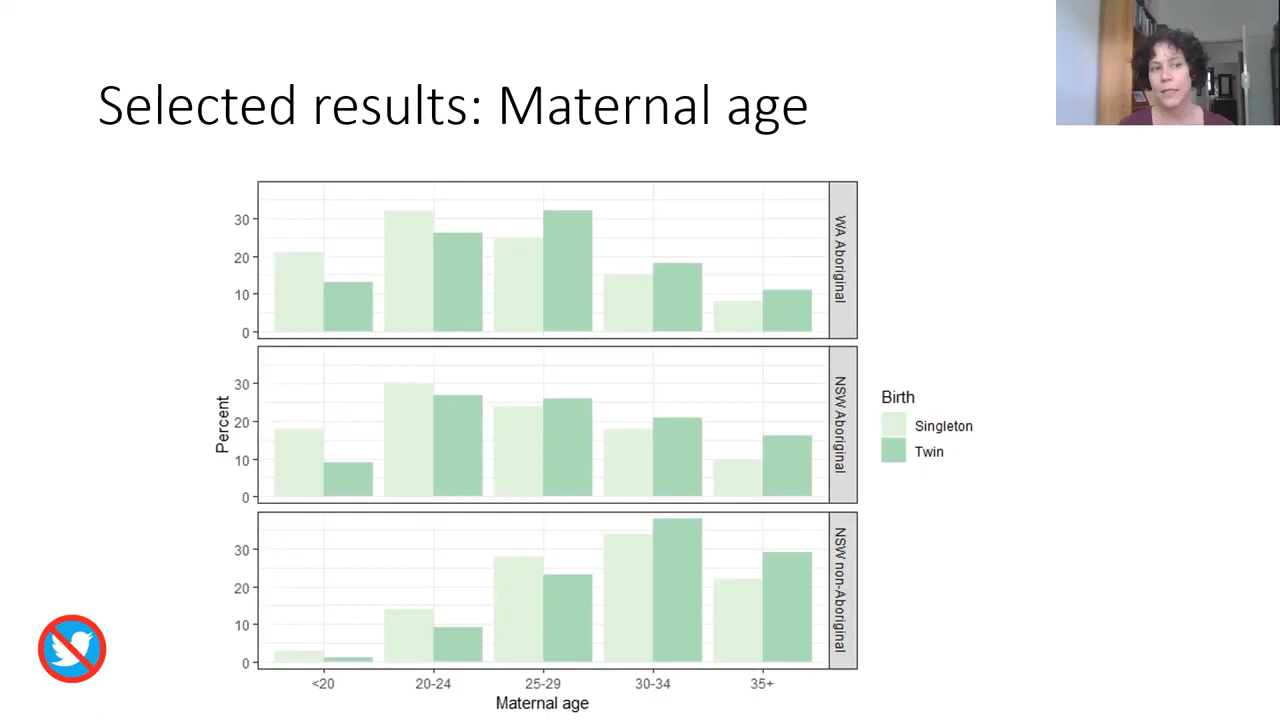 Selected results: Maternal age
30
20
10
0
WA Aboriginal
30
20
10
0
NSW Aboriginal
30
20
10
0
NSW non-Aboriginal
Percent
<20
20-24
25-29
30-34
35+
Maternal age
Birth
Singleton
Twin